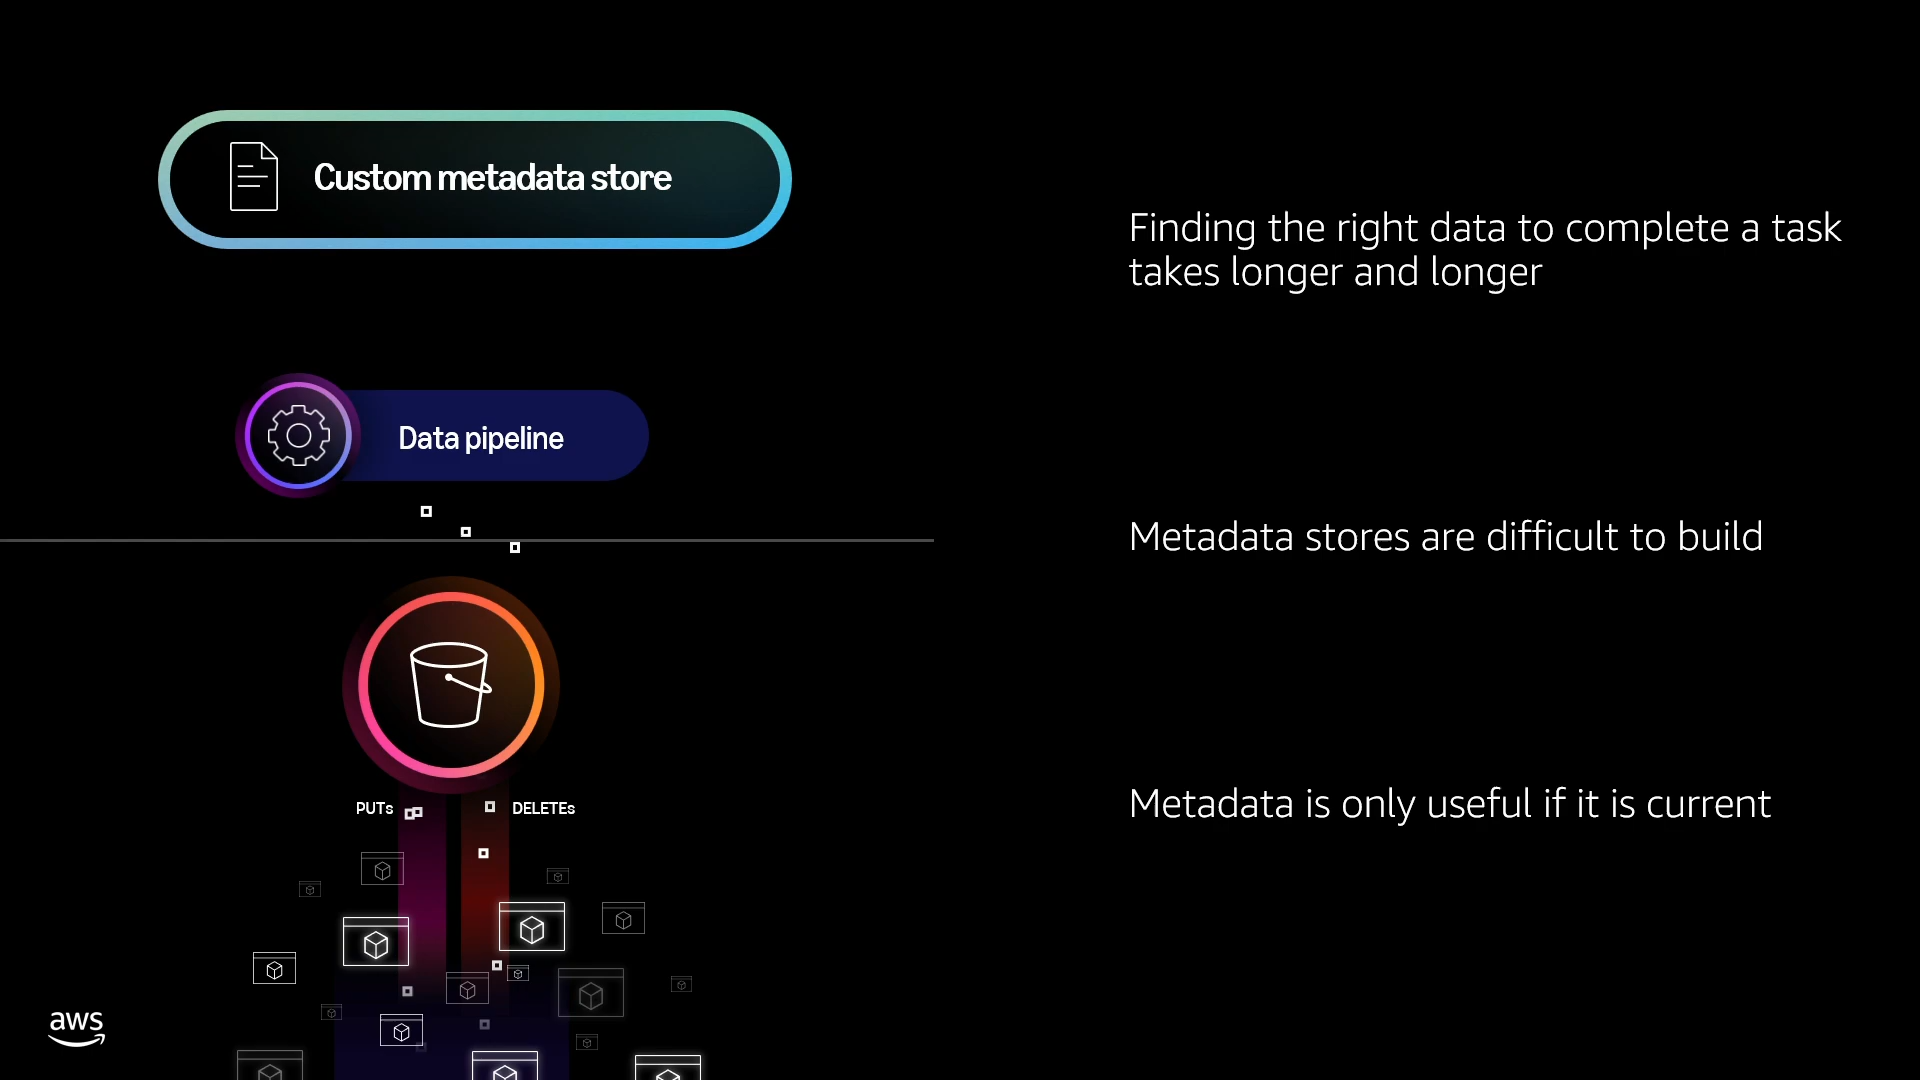 Custom metadata store
Finding the right data to complete a task
takes longer and longer
Data pipeline
Metadata stores are difficult to build
PUTs
DELETEs
Metadata is only useful if it is current
aws